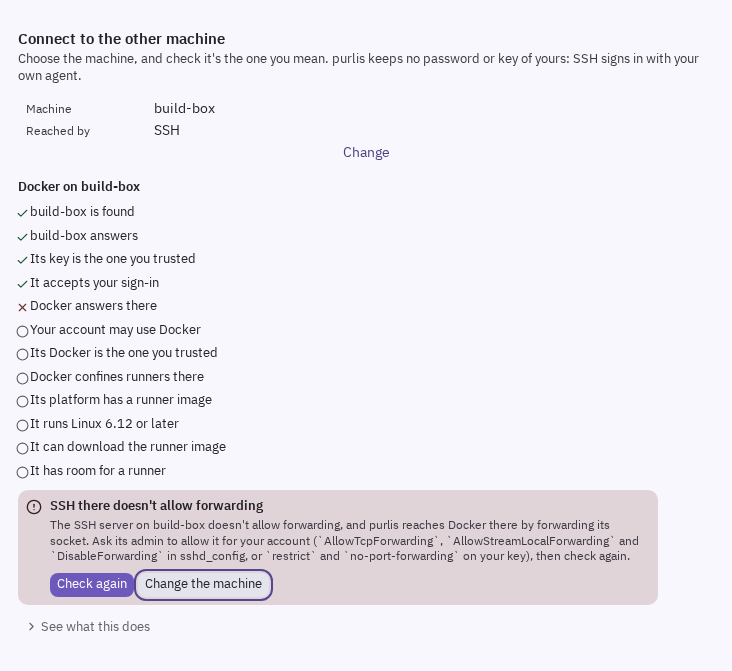 Connect to the other machine
Choose the machine, and check it's the one you mean. purlis keeps no password or key of yours: SSH signs in with your
own agent.
Machine build-box
Reached by SSH
Change
Docker on build-box
build-box is found
build-box answers
Its key is the one you trusted
It accepts your sign-in
Docker answers there
Your account may use Docker
Its Docker is the one you trusted
Docker confines runners there
Its platform has a runner image
It runs Linux 6.12 or later
It can download the runner image
It has room for a runner
SSH there doesn't allow forwarding
The SSH server on build-box doesn't allow forwarding, and purlis reaches Docker there by forwarding its
socket. Ask its admin to allow it for your account (`AllowTcpForwarding`, `AllowStreamLocalForwarding` and
`DisableForwarding` in sshd_config, or `restrict` and `no-port-forwarding` on your key), then check again.
Check again Change the machine
See what this does